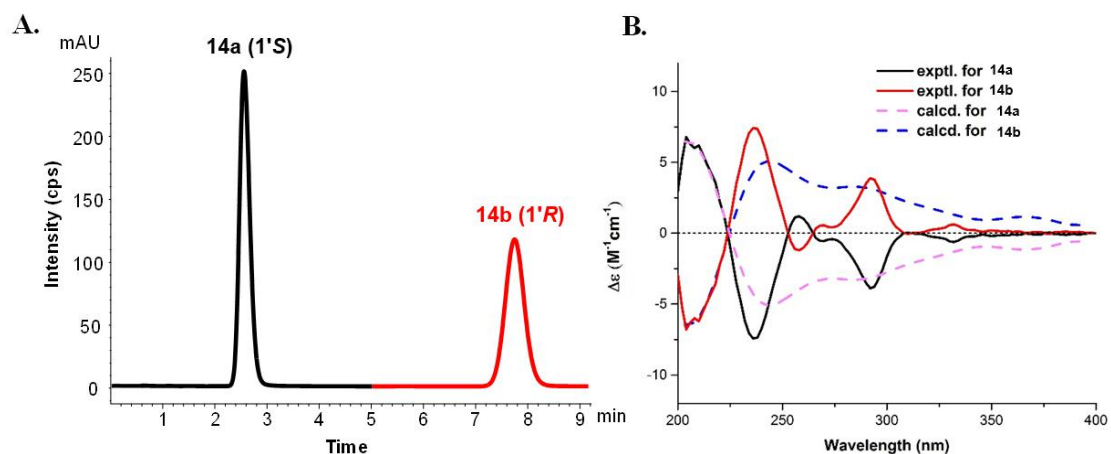 A.
mAU
14a (1'S)
250
200
150
100
50
0
Intensity (cps)
14b (1'R)
1 2 3 4 5 6 7 8 9 min
Time
B.
exptl. for 14a
exptl. for 14b
calcd. for 14a
calcd. for 14b
10
5
0
-5
-10
Δε (M⁻¹cm⁻¹)
200 250 300 350 400
Wavelength (nm)